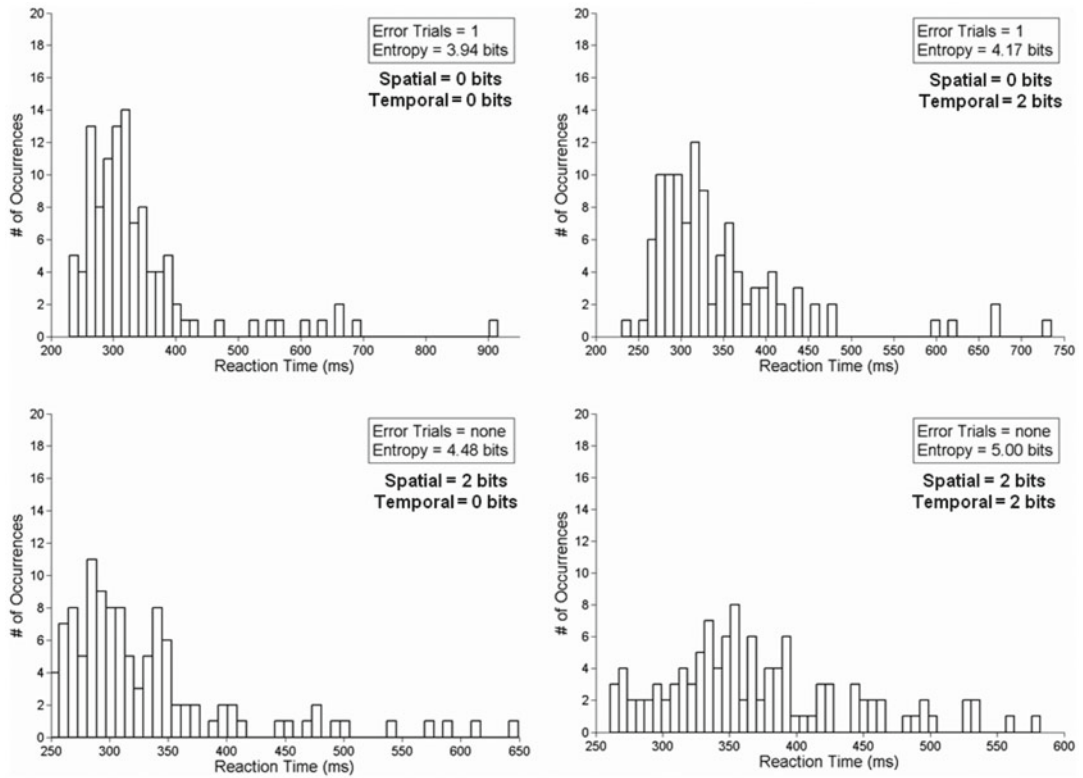 20
18
16
14
12
10
8
6
4
2
0
# of Occurrences
Error Trials = 1
Entropy = 3.94 bits
Spatial = 0 bits
Temporal = 0 bits
200 300 400 500 600 700 800 900
Reaction Time (ms)
20
18
16
14
12
10
8
6
4
2
0
# of Occurrences
Error Trials = 1
Entropy = 4.17 bits
Spatial = 0 bits
Temporal = 2 bits
200 250 300 350 400 450 500 550 600 650 700 750
Reaction Time (ms)
20
18
16
14
12
10
8
6
4
2
0
# of Occurrences
Error Trials = none
Entropy = 4.48 bits
Spatial = 2 bits
Temporal = 0 bits
250 300 350 400 450 500 550 600 650
Reaction Time (ms)
20
18
16
14
12
10
8
6
4
2
0
# of Occurrences
Error Trials = none
Entropy = 5.00 bits
Spatial = 2 bits
Temporal = 2 bits
250 300 350 400 450 500 550 600
Reaction Time (ms)